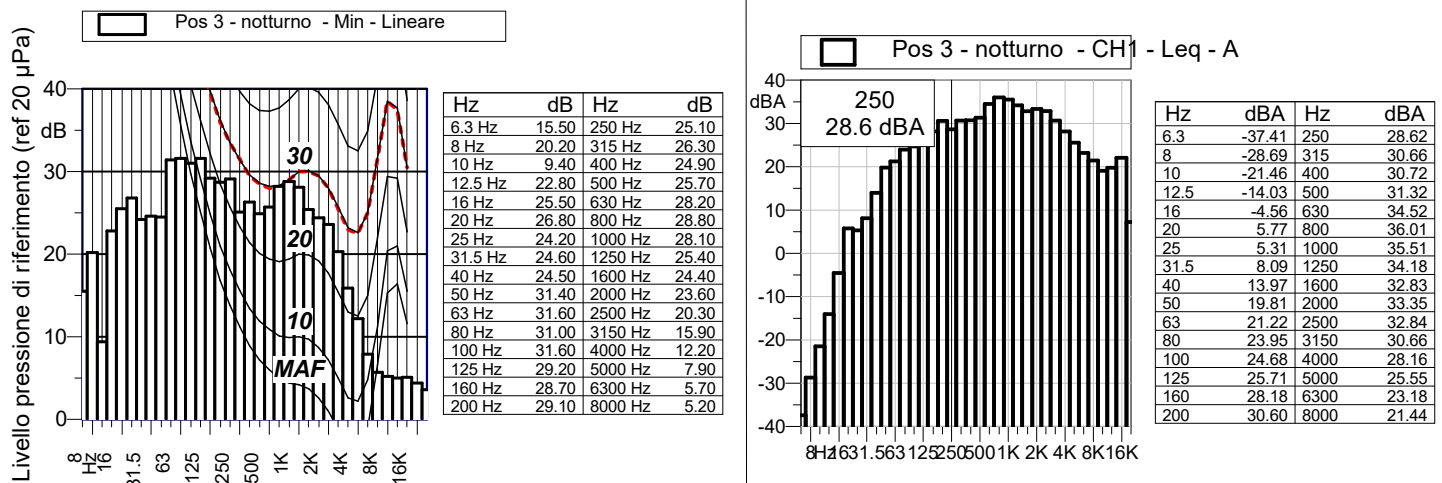 Pos 3 - notturno - Min - Lineare
Livello pressione di riferimento (ref 20 µPa)
40
dB
30
20
10
0
30
20
10
MAF
8 Hz 16 31.5 63 125 250 500 1K 2K 4K 8K 16K
Hz dB Hz dB
6.3 Hz 15.50 250 Hz 25.10
8 Hz 20.20 315 Hz 26.30
10 Hz 9.40 400 Hz 24.90
12.5 Hz 22.80 500 Hz 25.70
16 Hz 25.50 630 Hz 28.20
20 Hz 26.80 800 Hz 28.80
25 Hz 24.20 1000 Hz 28.10
31.5 Hz 24.60 1250 Hz 25.40
40 Hz 24.50 1600 Hz 24.40
50 Hz 31.40 2000 Hz 23.60
63 Hz 31.60 2500 Hz 20.30
80 Hz 31.00 3150 Hz 15.90
100 Hz 31.60 4000 Hz 12.20
125 Hz 29.20 5000 Hz 7.90
160 Hz 28.70 6300 Hz 5.70
200 Hz 29.10 8000 Hz 5.20
Pos 3 - notturno - CH1 - Leq - A
40
dBA
30
20
10
0
-10
-20
-30
-40
250
28.6 dBA
8 Hz 16 31.5 63 125 250 500 1K 2K 4K 8K 16K
Hz dBA Hz dBA
6.3 -37.41 250 28.62
8 -28.69 315 30.66
10 -21.46 400 30.72
12.5 -14.03 500 31.32
16 -4.56 630 34.52
20 5.77 800 36.01
25 5.31 1000 35.51
31.5 8.09 1250 34.18
40 13.97 1600 32.83
50 19.81 2000 33.35
63 21.22 2500 32.84
80 23.95 3150 30.66
100 24.68 4000 28.16
125 25.71 5000 25.55
160 28.18 6300 23.18
200 30.60 8000 21.44